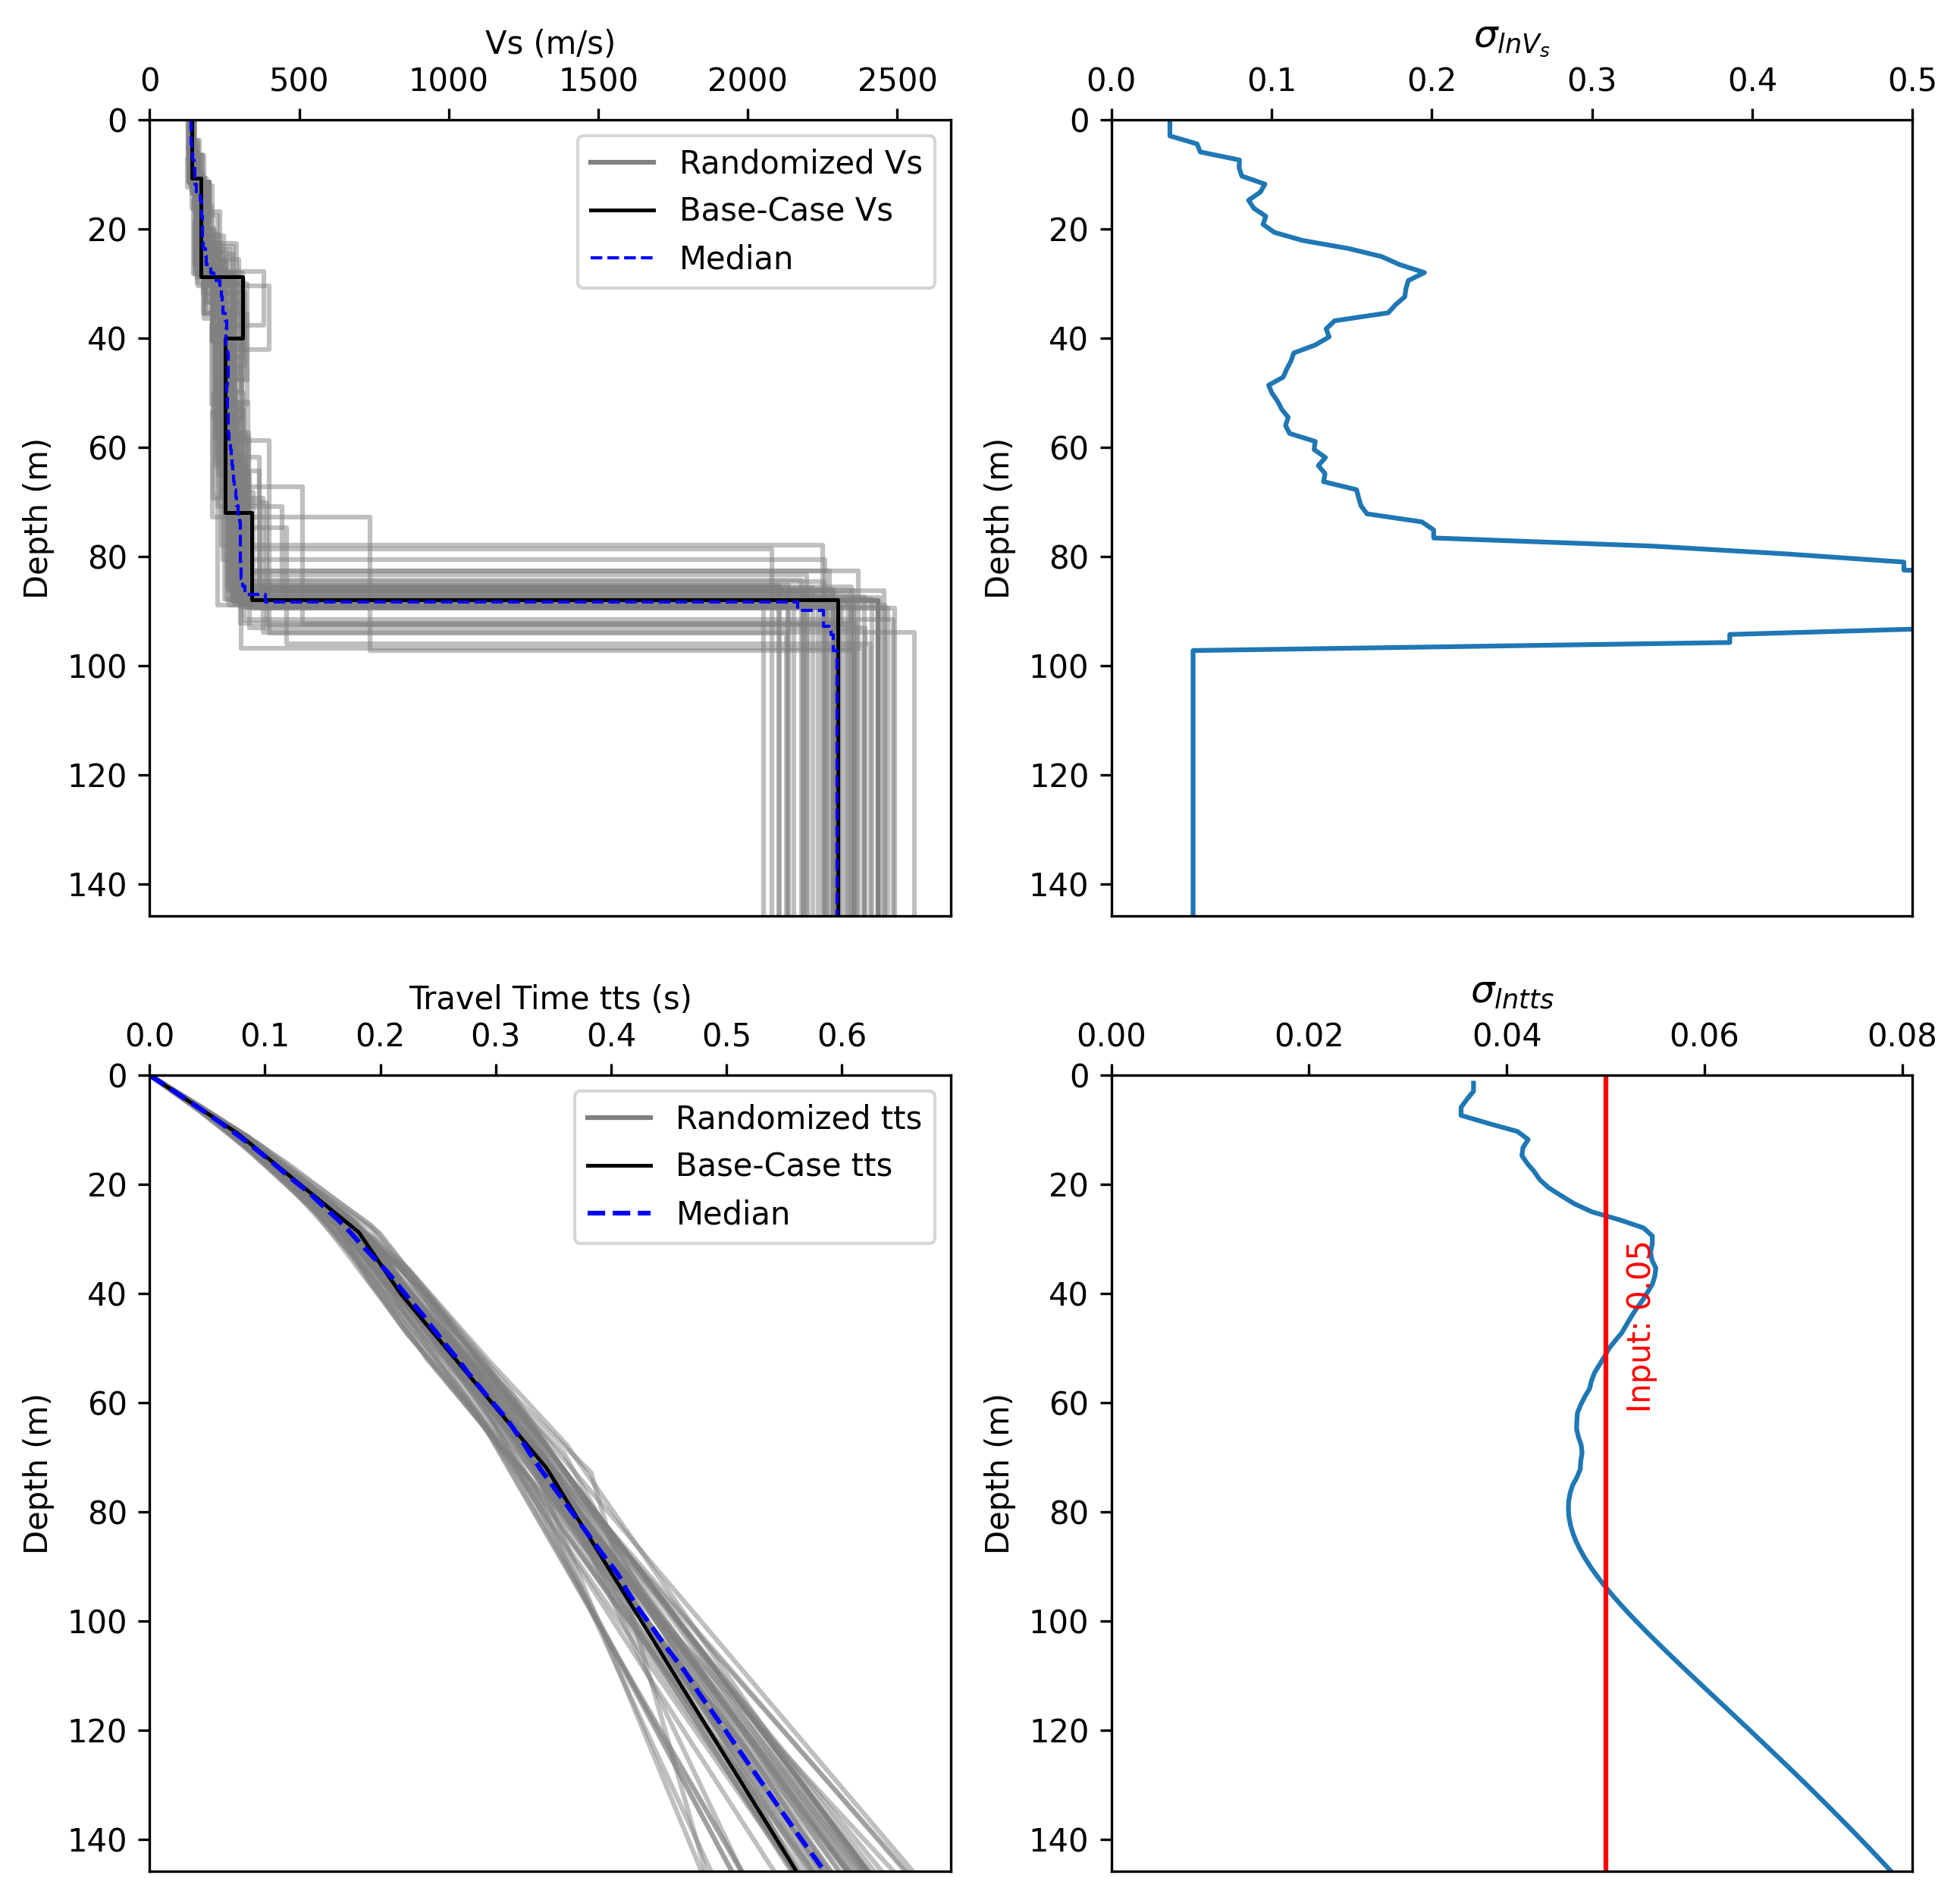 Vs (m/s)
0 500 1000 1500 2000 2500
0
20
40
60
80
100
120
140
Depth (m)
Randomized Vs
Base-Case Vs
Median
σlnVs
0.0 0.1 0.2 0.3 0.4 0.5
0
20
40
60
80
100
120
140
Depth (m)
Travel Time tts (s)
0.0 0.1 0.2 0.3 0.4 0.5 0.6
0
20
40
60
80
100
120
140
Depth (m)
Randomized tts
Base-Case tts
Median
σlntts
0.00 0.02 0.04 0.06 0.08
0
20
40
60
80
100
120
140
Depth (m)
Input: 0.05